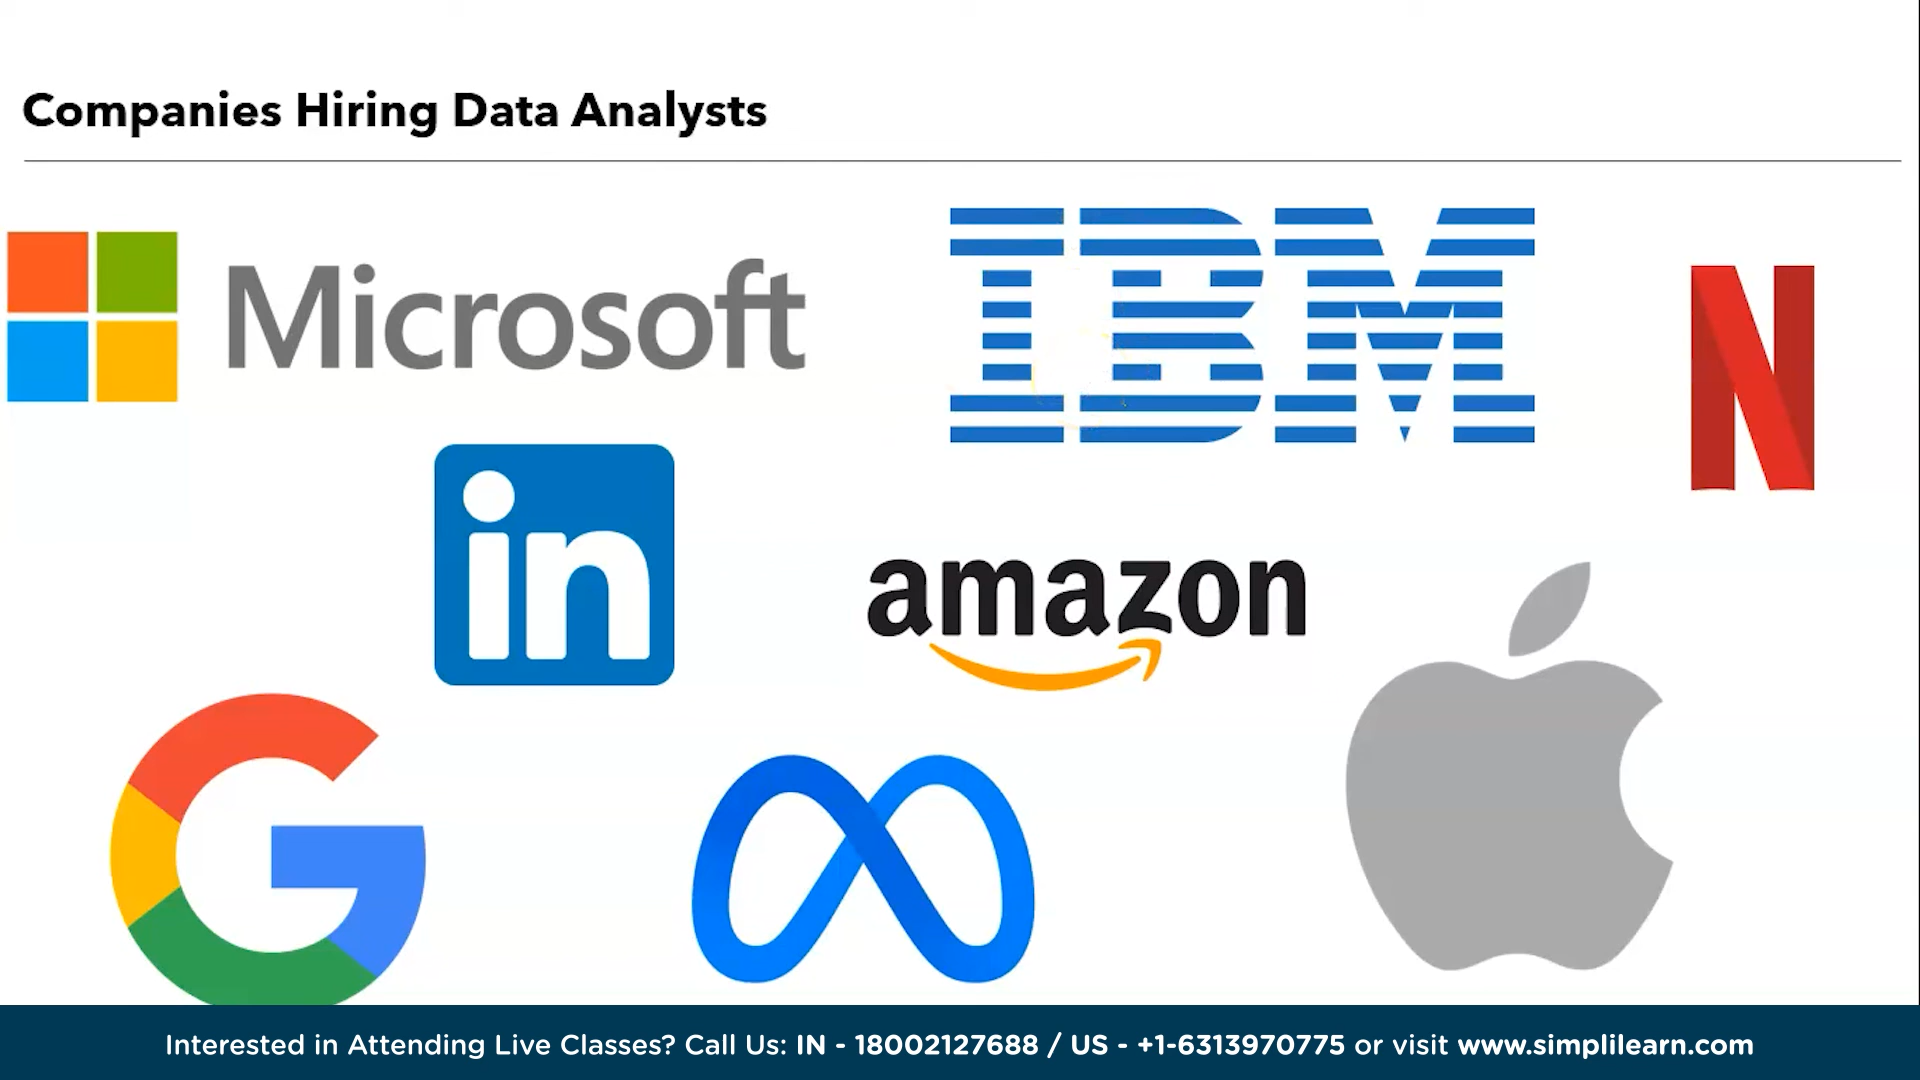 Companies Hiring Data Analysts
Microsoft
IBM
N
in
amazon
G
Interested in Attending Live Classes? Call Us: IN - 18002127688 / US - +1-6313970775 or visit www.simplilearn.com